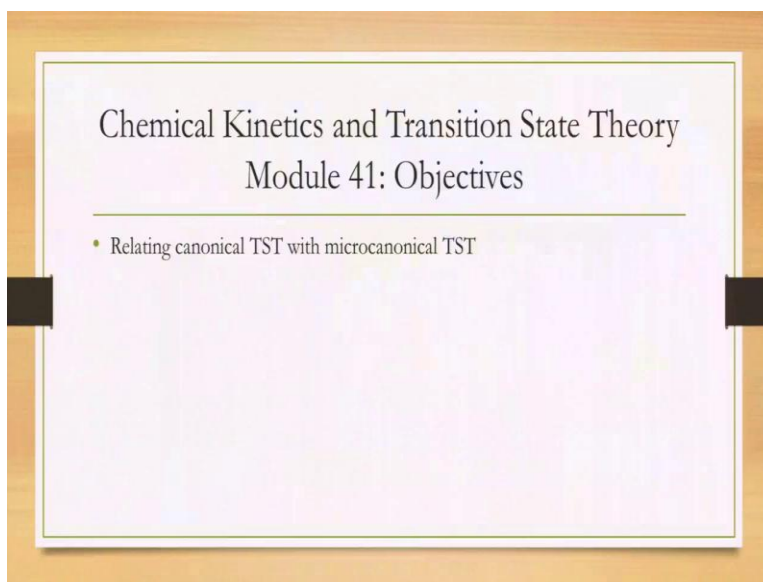 Chemical Kinetics and Transition State Theory
Module 41: Objectives
• Relating canonical TST with microcanonical TST